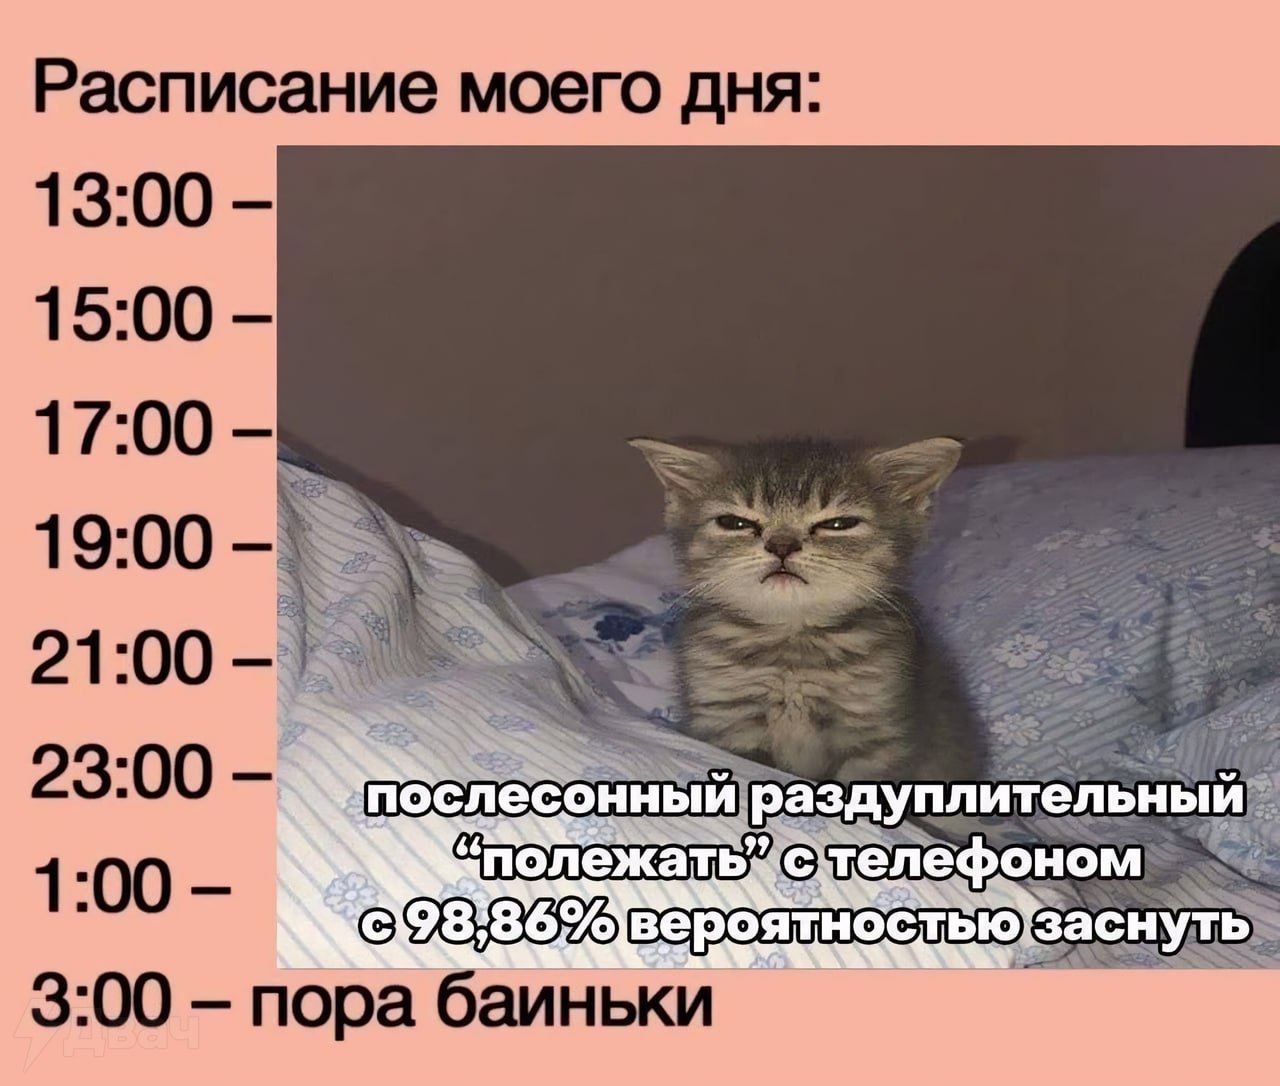 Расписание моего дня:
13:00 –
15:00 –
17:00 –
19:00 –
21:00 –
23:00 –
послесонный раздуплительный
“полежать” с телефоном
1:00 –
с 98,86% вероятностью заснуть
3:00 – пора баиньки
Двач